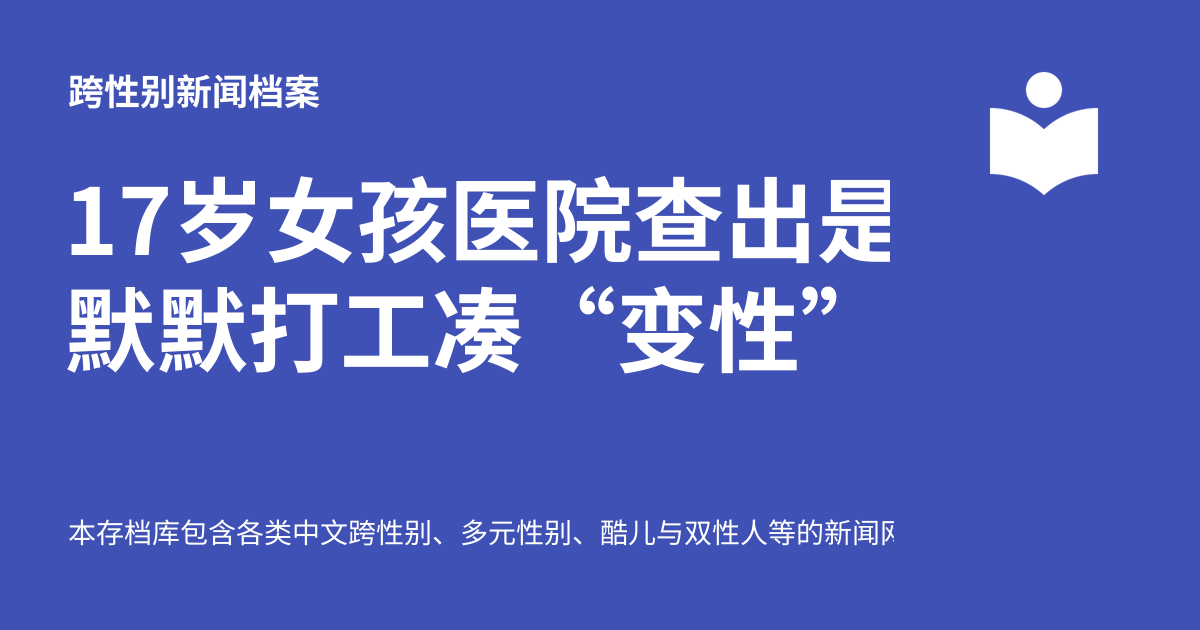 跨性别新闻档案
17岁女孩医院查出是
默默打工凑“变性”
本存档库包含各类中文跨性别、多元性别、酷儿与双性人等的新闻网